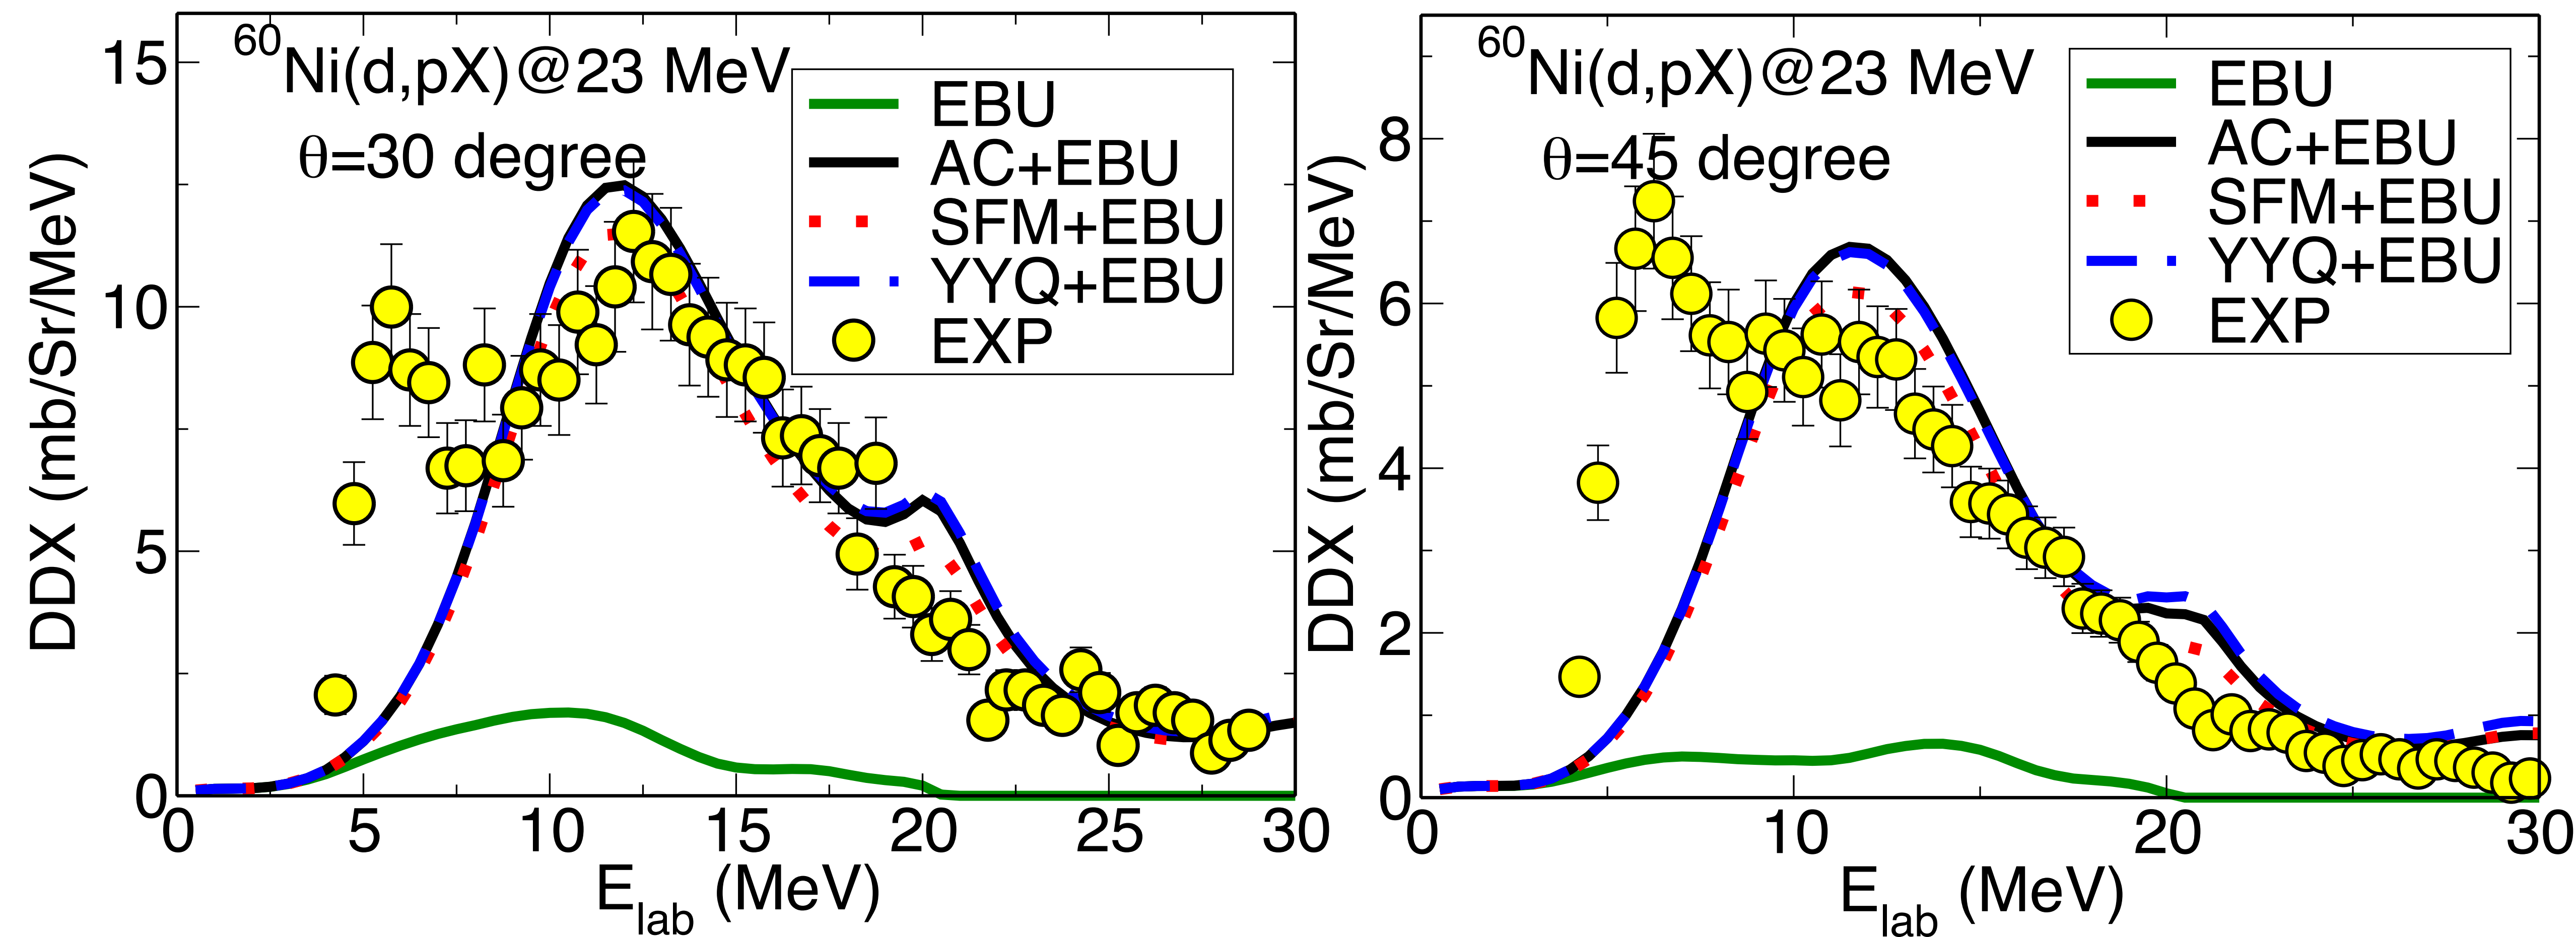 60Ni(d,pX)@23 MeV
θ=30 degree
EBU
AC+EBU
SFM+EBU
YYQ+EBU
EXP
15
10
5
0
DDX (mb/Sr/MeV)
0 5 10 15 20 25 30
Elab (MeV)
60Ni(d,pX)@23 MeV
θ=45 degree
EBU
AC+EBU
SFM+EBU
YYQ+EBU
EXP
8
6
4
2
0
DDX (mb/Sr/MeV)
0 10 20 30
Elab (MeV)